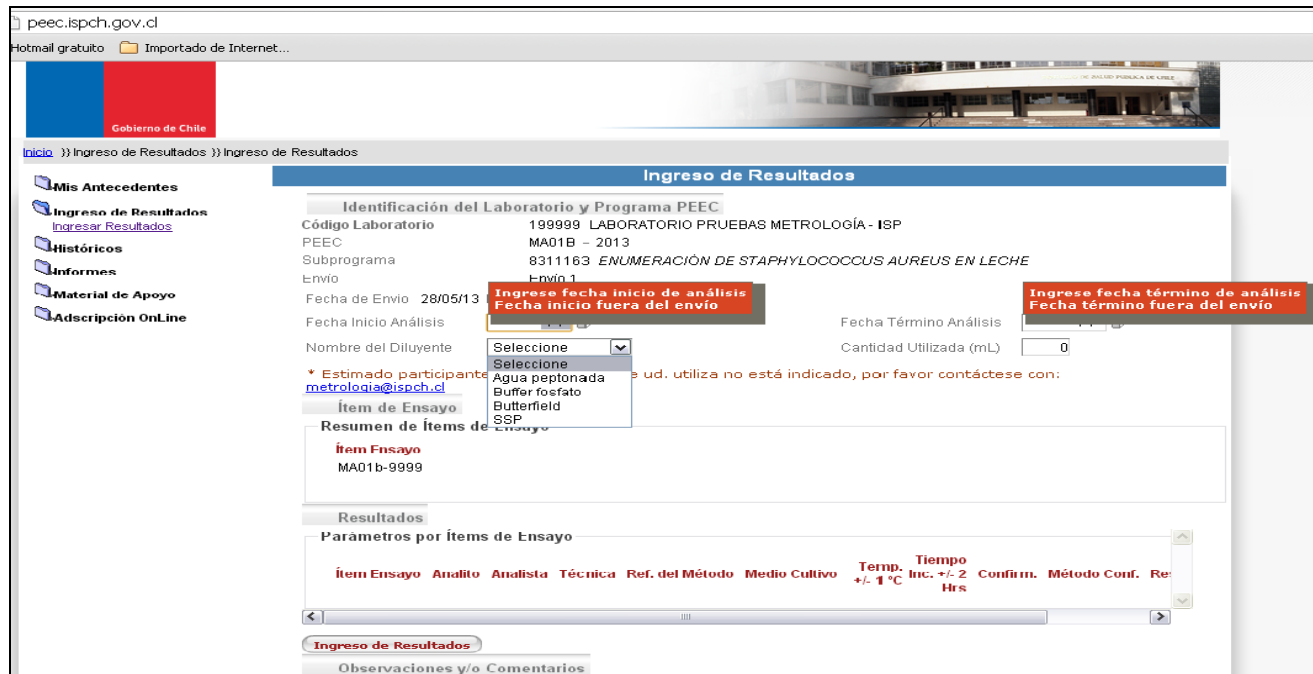 peec.ispch.gov.cl
Hotmail gratuito Importado de Internet...
DE SALUD PUBLICA DE CHILE
Gobierno de Chile
Inicio }} Ingreso de Resultados }} Ingreso de Resultados
Mis Antecedentes
Ingreso de Resultados
Ingresar Resultados
Históricos
Informes
Material de Apoyo
Adscripción OnLine
Ingreso de Resultados
Identificación del Laboratorio y Programa PEEC
Código Laboratorio 199999 LABORATORIO PRUEBAS METROLOGÍA - ISP
PEEC MA01B - 2013
Subprograma 8311163 ENUMERACIÓN DE STAPHYLOCOCCUS AUREUS EN LECHE
Envío Envío 1
Fecha de Envio 28/05/13
Ingrese fecha inicio de análisis
Fecha inicio fuera del envío
Ingrese fecha término de análisis
Fecha término fuera del envío
Fecha Inicio Análisis Fecha Término Análisis
Nombre del Diluyente Seleccione Cantidad Utilizada (mL) 0
Seleccione
Agua peptonada
Buffer fosfato
Butterfield
SSP
* Estimado participante ud. utiliza no está indicado, por favor contáctese con:
metrologia@ispch.cl
Ítem de Ensayo
Resumen de Ítems de Ensayo
Ítem Ensayo
MA01b-9999
Resultados
Parámetros por Ítems de Ensayo
Ítem Ensayo Analito Analista Técnica Ref. del Método Medio Cultivo Temp. +/- 1 °C Tiempo Inc. +/- 2 Hrs Confirm. Método Conf.
Ingreso de Resultados
Observaciones y/o Comentarios